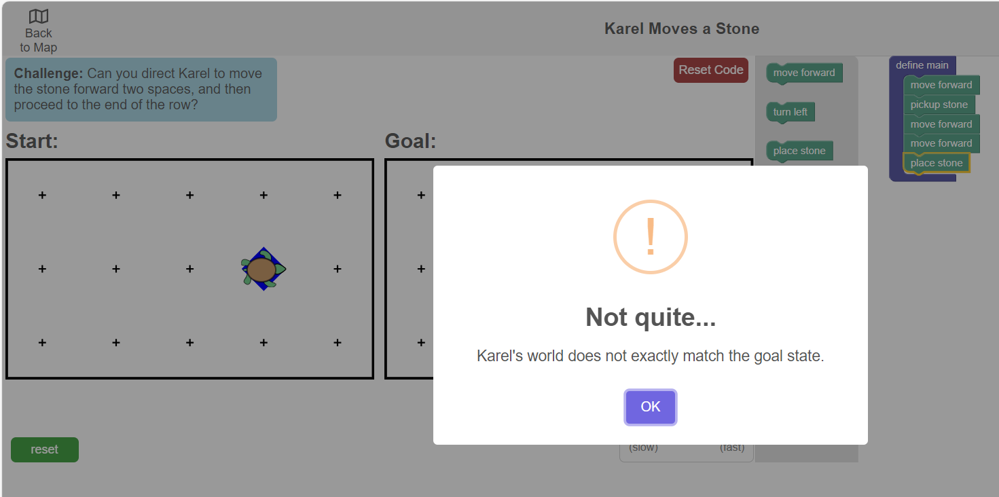 Back
to Map
Karel Moves a Stone
Challenge: Can you direct Karel to move
the stone forward two spaces, and then
proceed to the end of the row?
Reset Code
Start:
Goal:
move forward
turn left
place stone
define main
move forward
pickup stone
move forward
move forward
place stone
!
Not quite...
Karel's world does not exactly match the goal state.
OK
reset
(slow)
(fast)